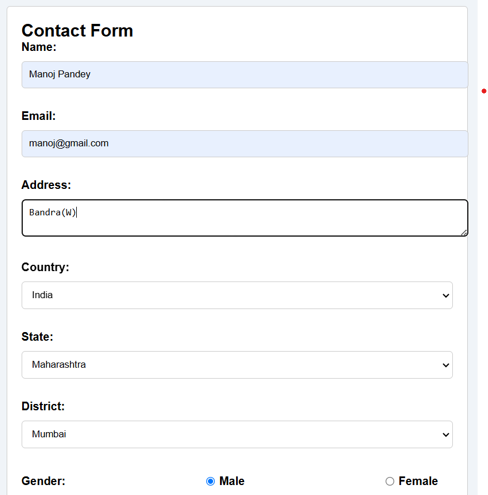 Contact Form
Name:
Manoj Pandey
Email:
manoj@gmail.com
Address:
Bandra(W)
Country:
India
State:
Maharashtra
District:
Mumbai
Gender: Male Female